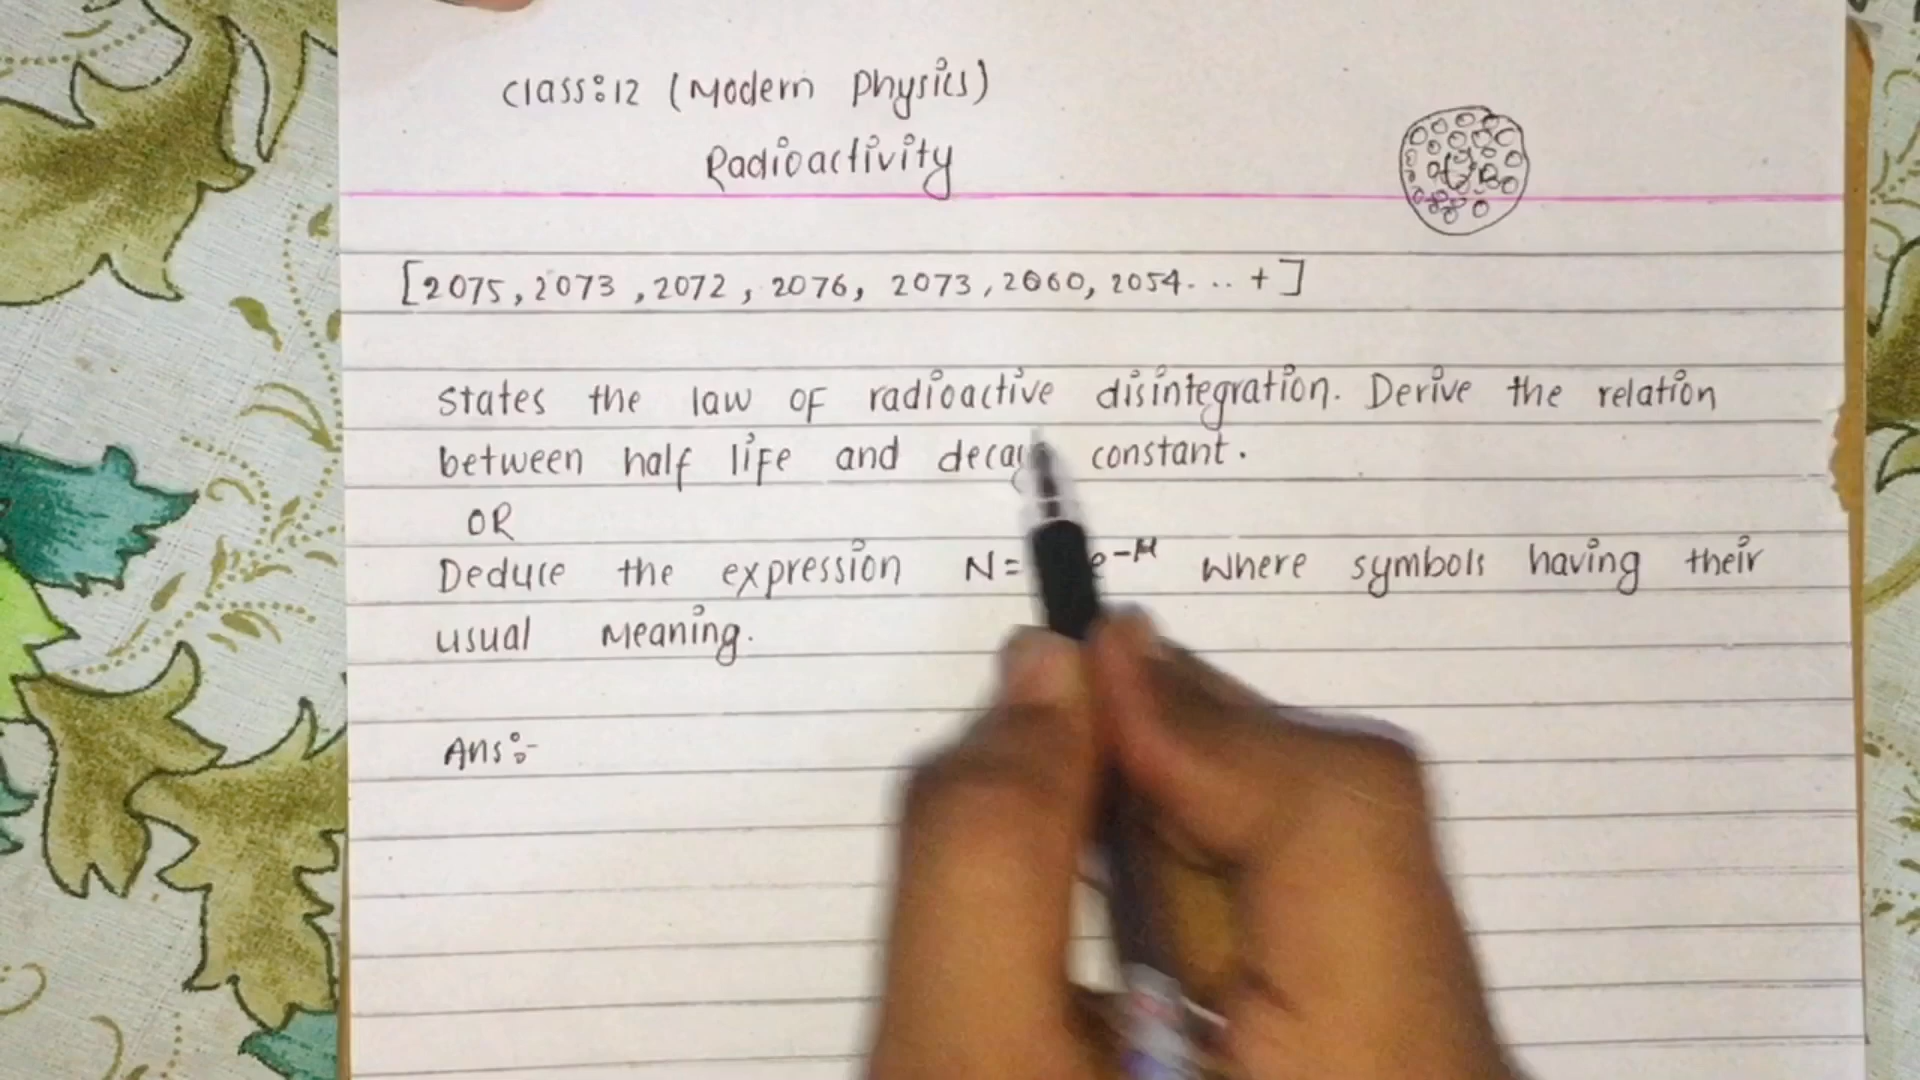 Class:12 (Modern Physics)
Radioactivity
[2075, 2073, 2072, 2076, 2073, 2060, 2054... +]
States the law of radioactive disintegration. Derive the relation
between half life and decay constant.
OR
Deduce the expression N= e^-λt where symbols having their
usual meaning.
Ans:-